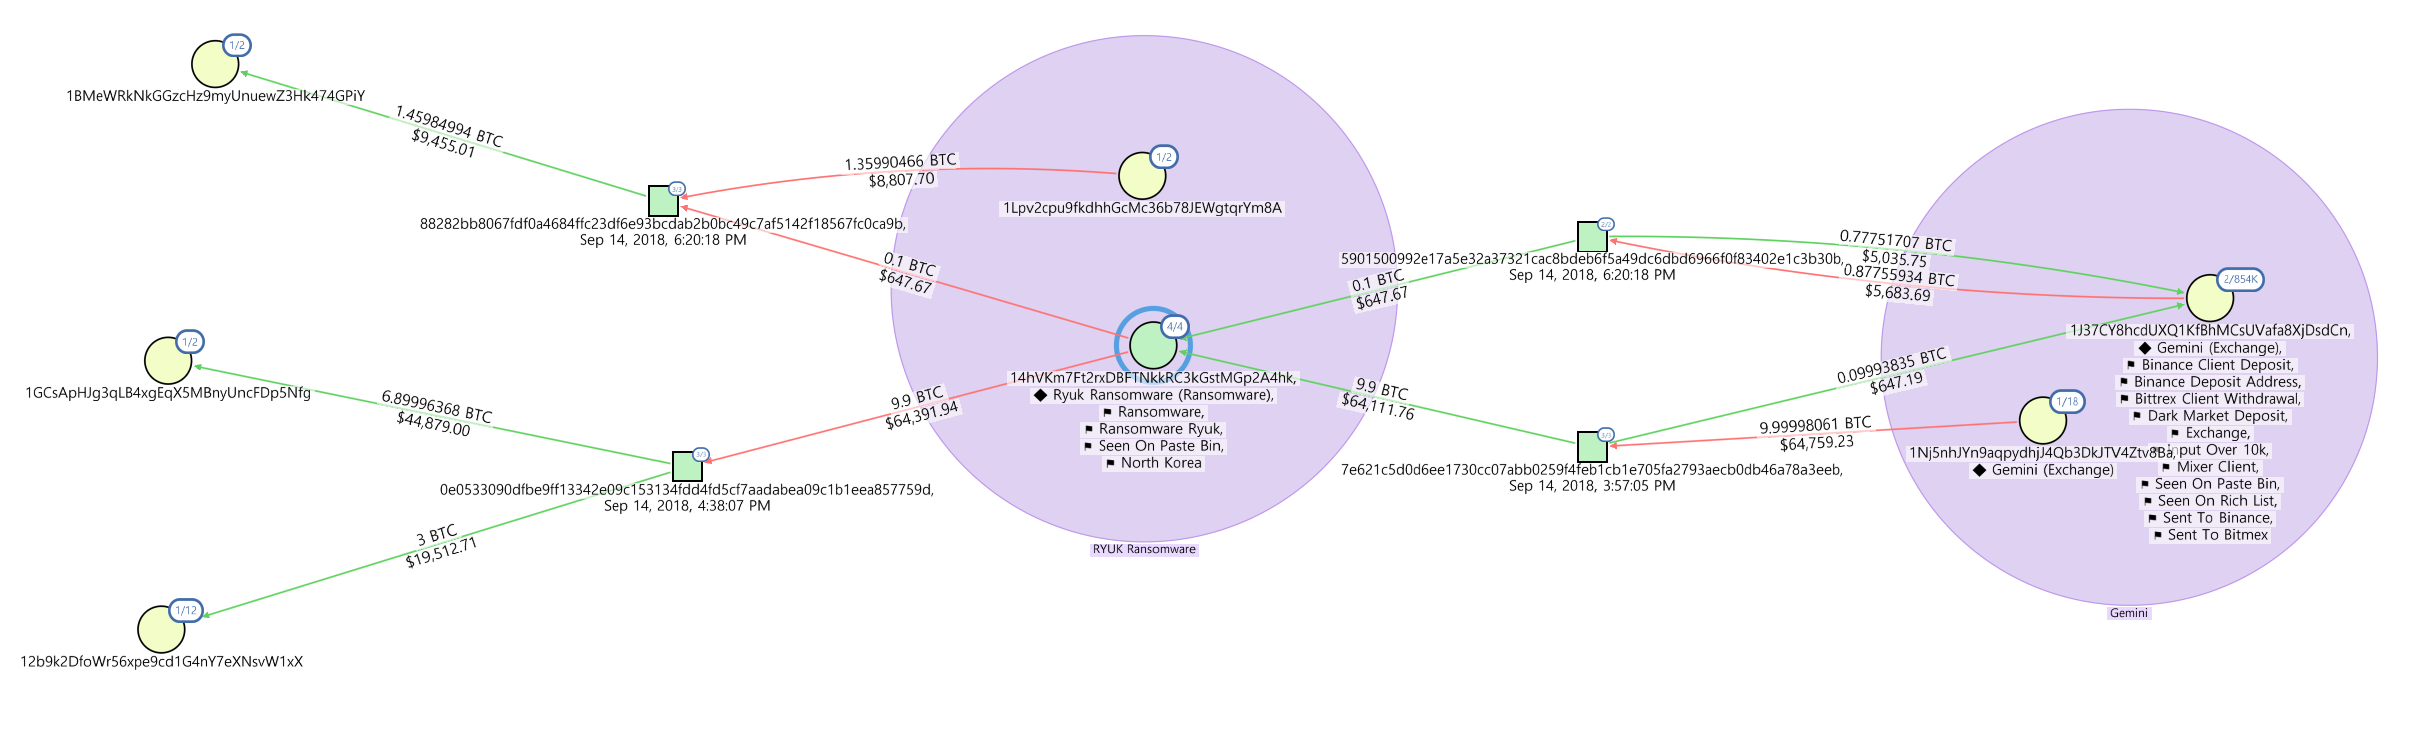 1/2
1BMeWRkNkGGzcHz9myUnuewZ3Hk474GPiY
1.45984994 BTC
$9,455.01
3/3
88282bb8067fdf0a4684ffc23df6e93bcdab2b0bc49c7af5142f18567fc0ca9b,
Sep 14, 2018, 6:20:18 PM
1.35990466 BTC
$8,807.70
1/2
1Lpv2cpu9fkdhhGcMc36b78JEWgtqrYm8A
0.1 BTC
$647.67
4/4
14hVKm7Ft2rxDBFTNkkRC3kGstMGp2A4hk,
◆ Ryuk Ransomware (Ransomware),
⚑ Ransomware,
⚑ Ransomware Ryuk,
⚑ Seen On Paste Bin,
⚑ North Korea
RYUK Ransomware
1/2
1GCsApHJg3qLB4xgEqX5MBnyUncFDp5Nfg
6.89996368 BTC
$44,879.00
9.9 BTC
$64,391.94
3/3
0e0533090dfbe9ff13342e09c153134fdd4fd5cf7aadabea09c1b1eea857759d,
Sep 14, 2018, 4:38:07 PM
3 BTC
$19,512.71
1/12
12b9k2DfoWr56xpe9cd1G4nY7eXNsvW1xX
2/2
5901500992e17a5e32a37321cac8bdeb6f5a49dc6dbd6966f0f83402e1c3b30b,
Sep 14, 2018, 6:20:18 PM
0.1 BTC
$647.67
0.77751707 BTC
$5,035.75
0.87755934 BTC
$5,683.69
9.9 BTC
$64,111.76
0.09993835 BTC
$647.19
9.99998061 BTC
$64,759.23
3/3
7e621c5d0d6ee1730cc07abb0259f4feb1cb1e705fa2793aecb0db46a78a3eeb,
Sep 14, 2018, 3:57:05 PM
2/854K
1J37CY8hcdUXQ1KfBhMCsUVafa8XjDsdCn,
◆ Gemini (Exchange),
⚑ Binance Client Deposit,
⚑ Binance Deposit Address,
⚑ Bittrex Client Withdrawal,
⚑ Dark Market Deposit,
⚑ Exchange,
⚑ Input Over 10k,
⚑ Mixer Client,
⚑ Seen On Paste Bin,
⚑ Seen On Rich List,
⚑ Sent To Binance,
⚑ Sent To Bitmex
1/18
1Nj5nhJYn9aqpydhjJ4Qb3DkJTV4Ztv8Ba,
◆ Gemini (Exchange)
Gemini